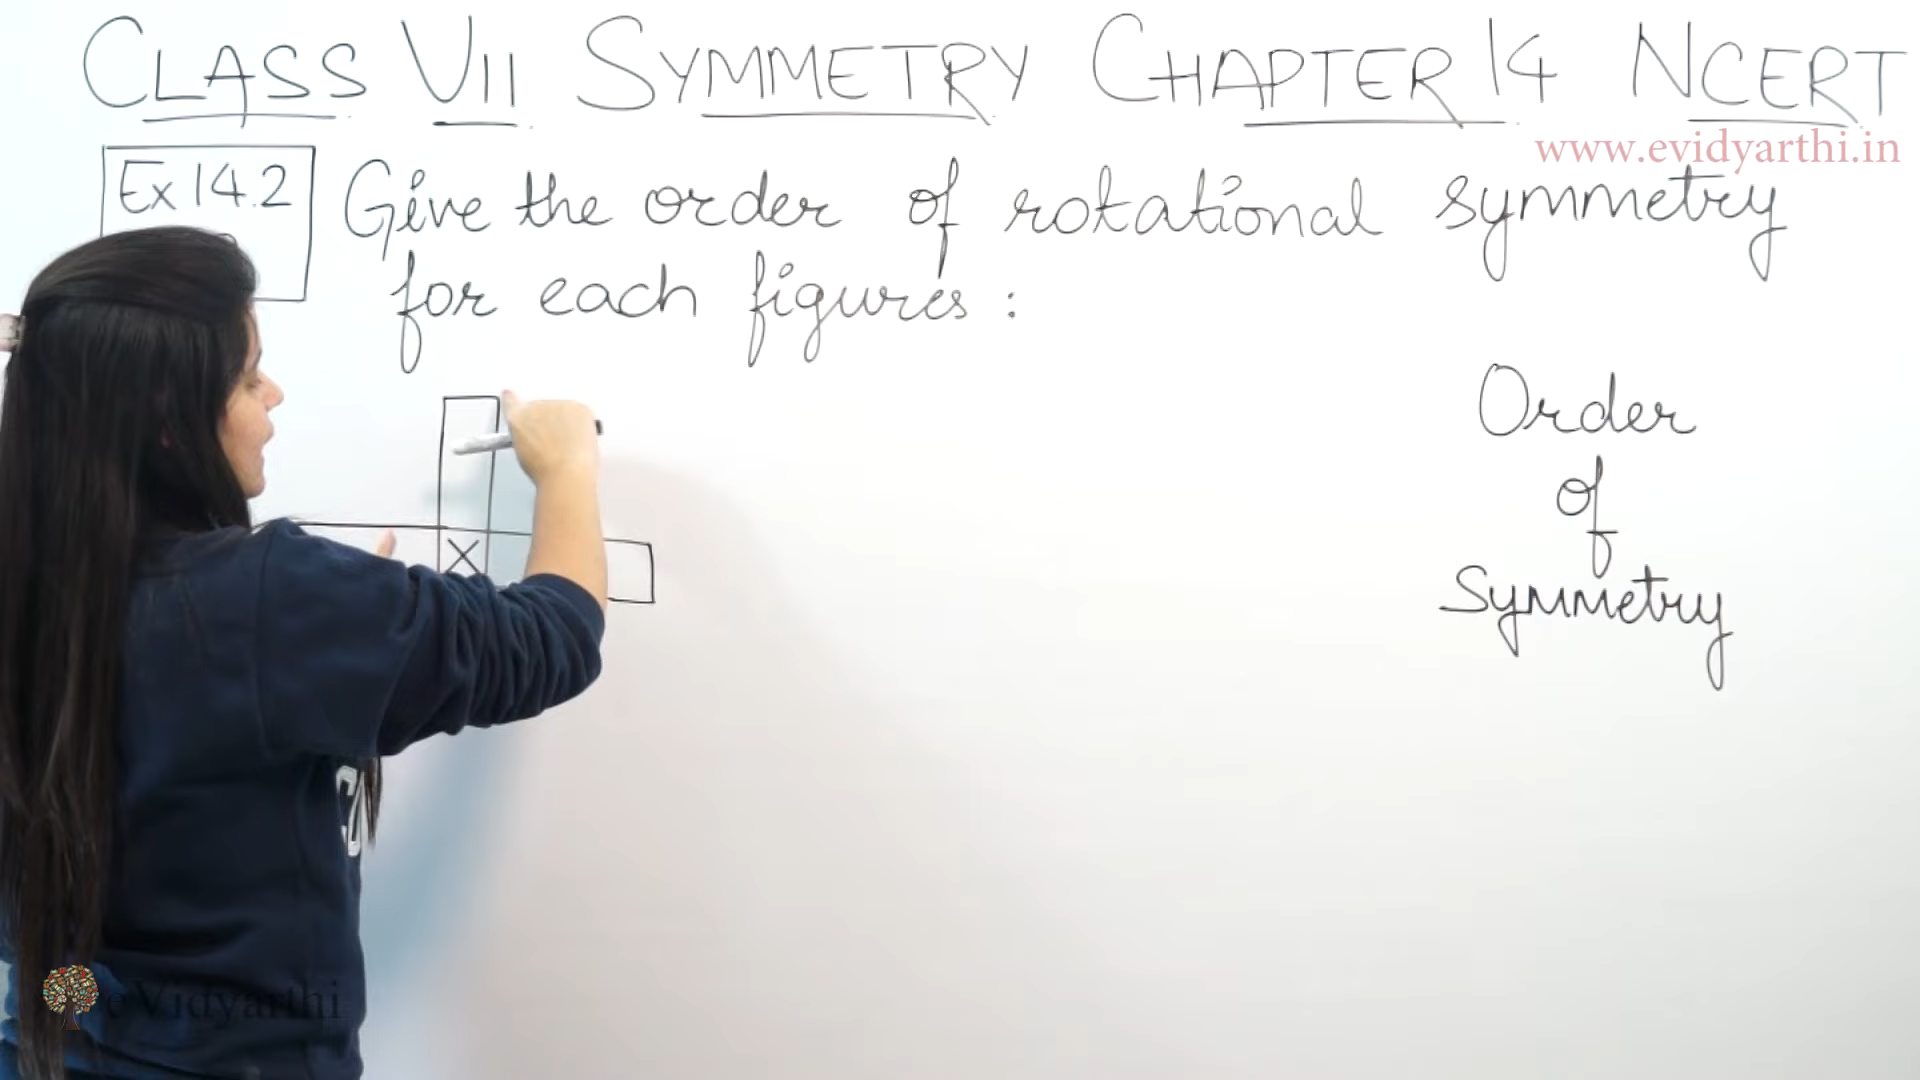 CLASS VII SYMMETRY CHAPTER 14 NCERT
www.evidyarthi.in
Ex 14.2
Give the order of rotational symmetry
for each figures :
Order
of
Symmetry
X
eVidyarthi